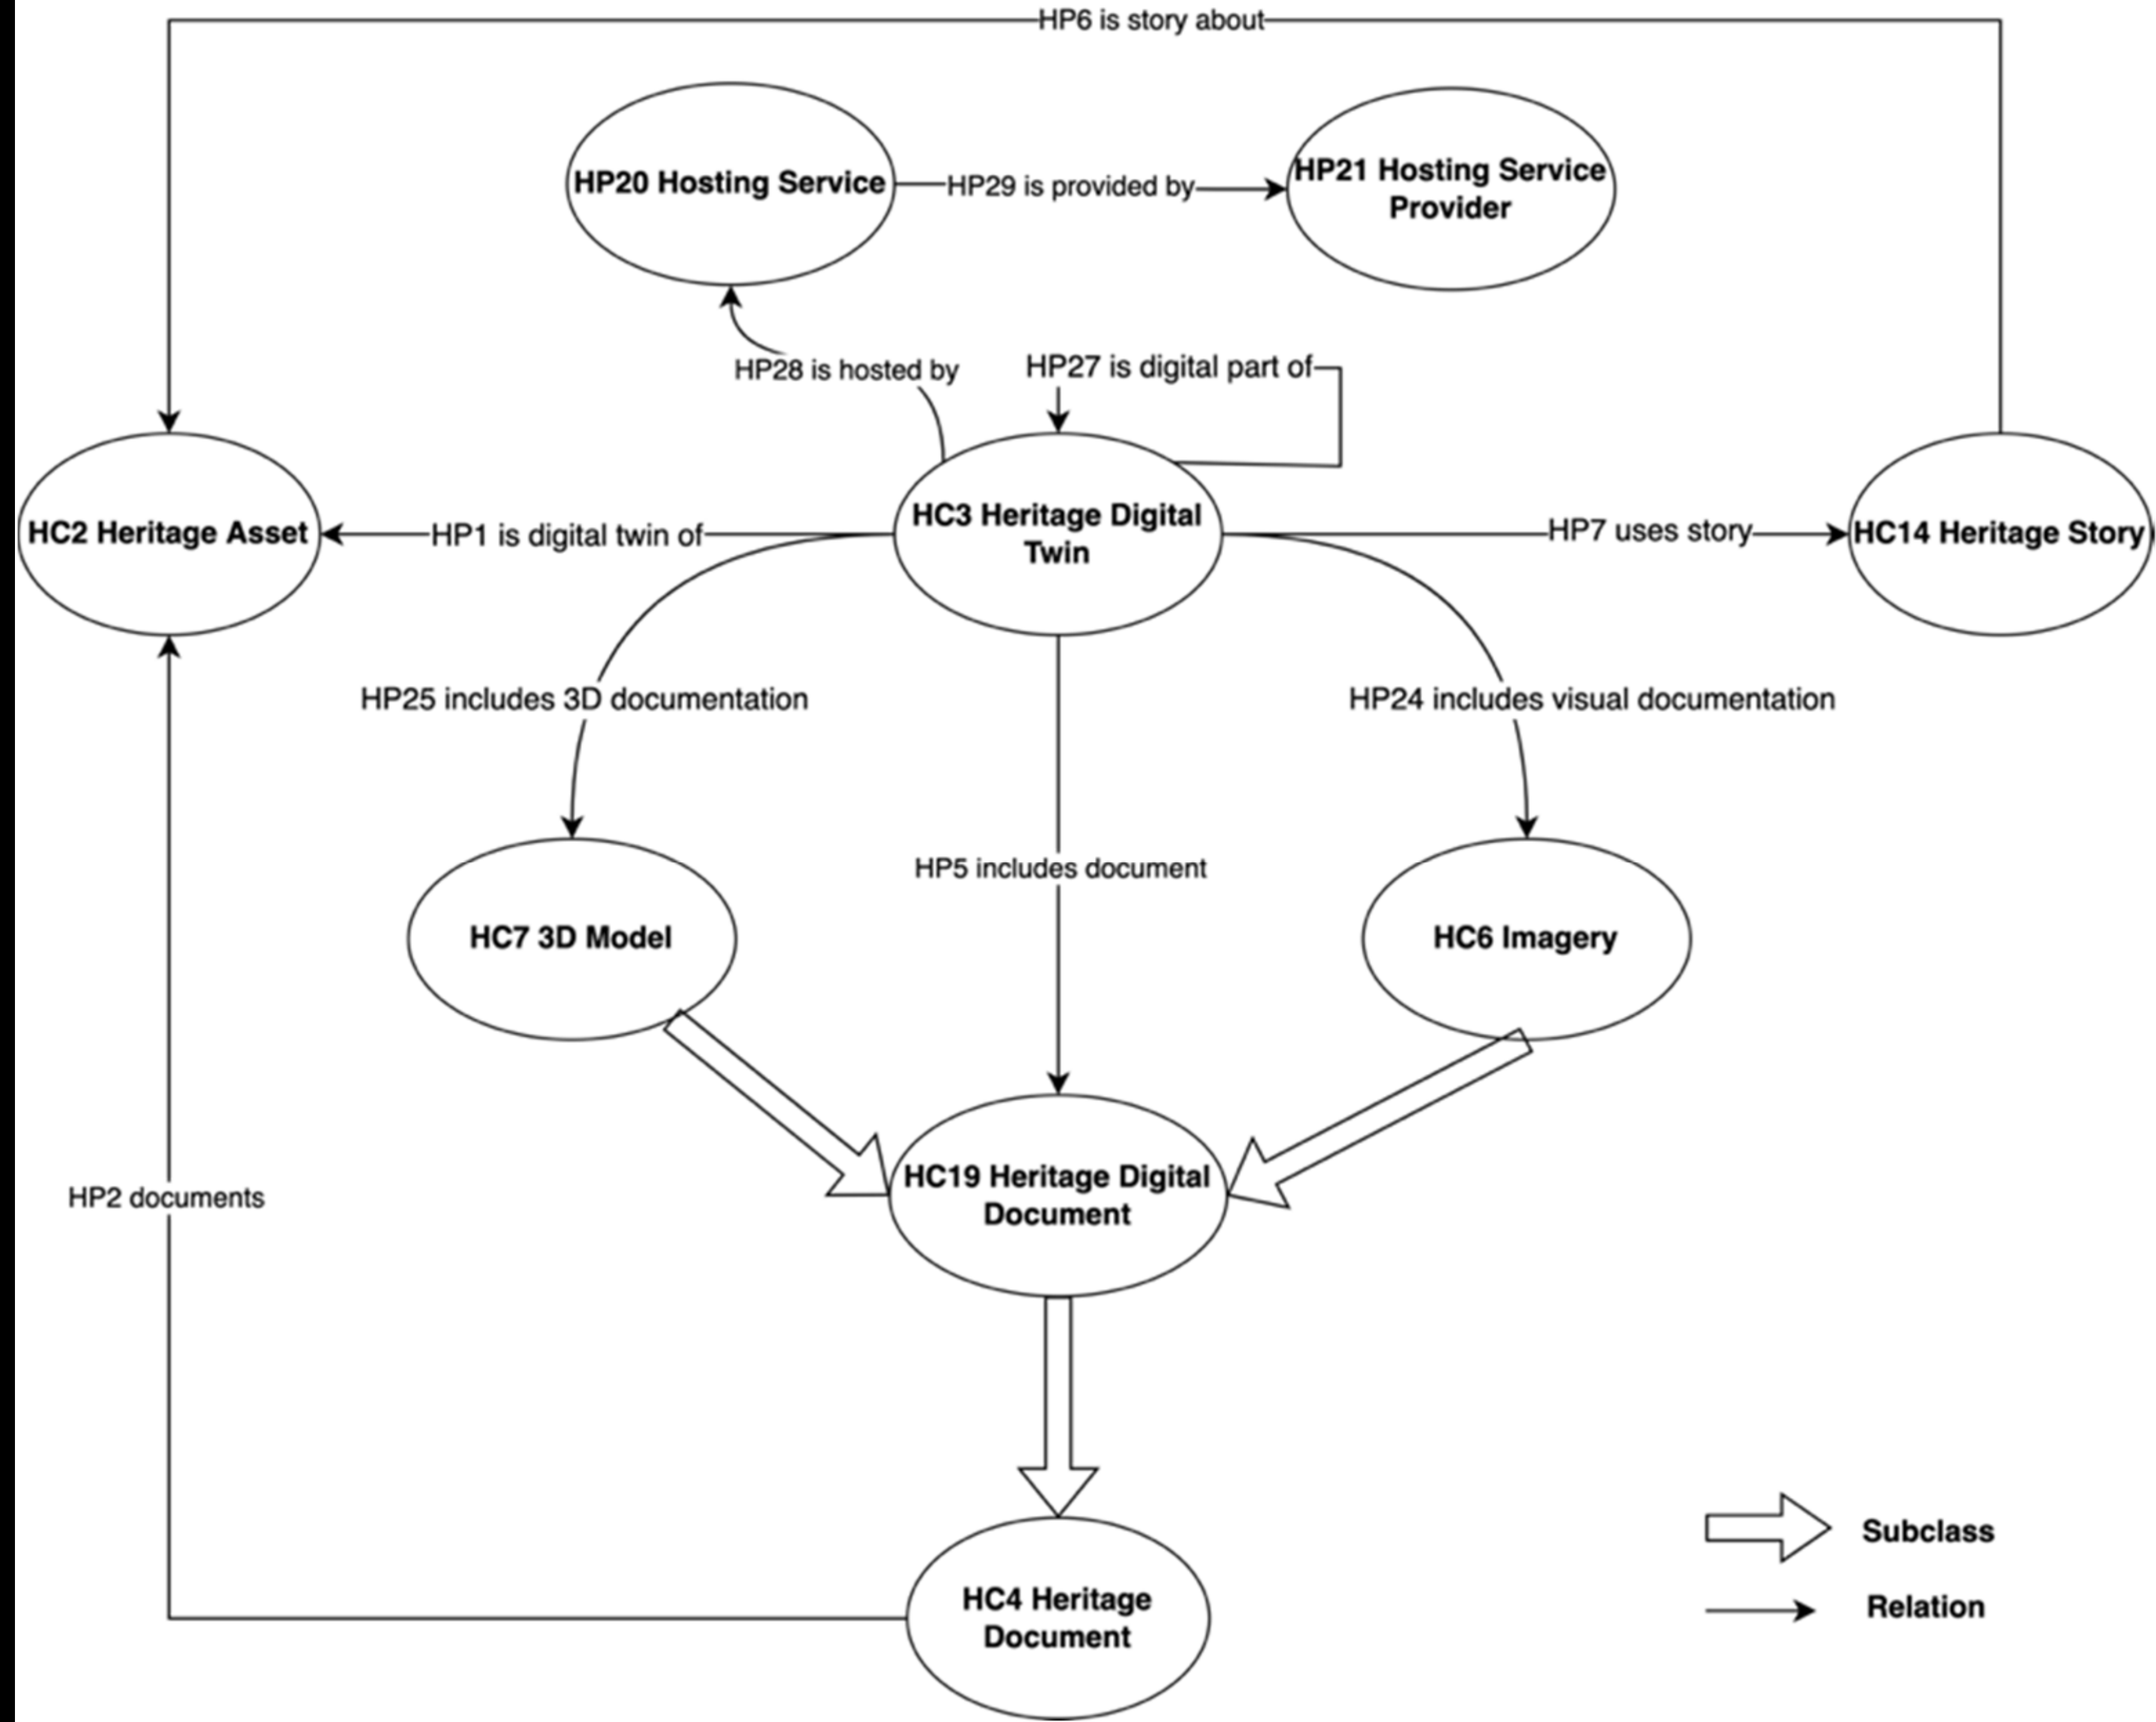 HP6 is story about
HP20 Hosting Service
HP29 is provided by
HP21 Hosting Service
Provider
HP28 is hosted by
HP27 is digital part of
HC2 Heritage Asset
HP1 is digital twin of
HC3 Heritage Digital
Twin
HP7 uses story
HC14 Heritage Story
HP25 includes 3D documentation
HP24 includes visual documentation
HP5 includes document
HC7 3D Model
HC6 Imagery
HC19 Heritage Digital
Document
HP2 documents
HC4 Heritage
Document
Subclass
Relation